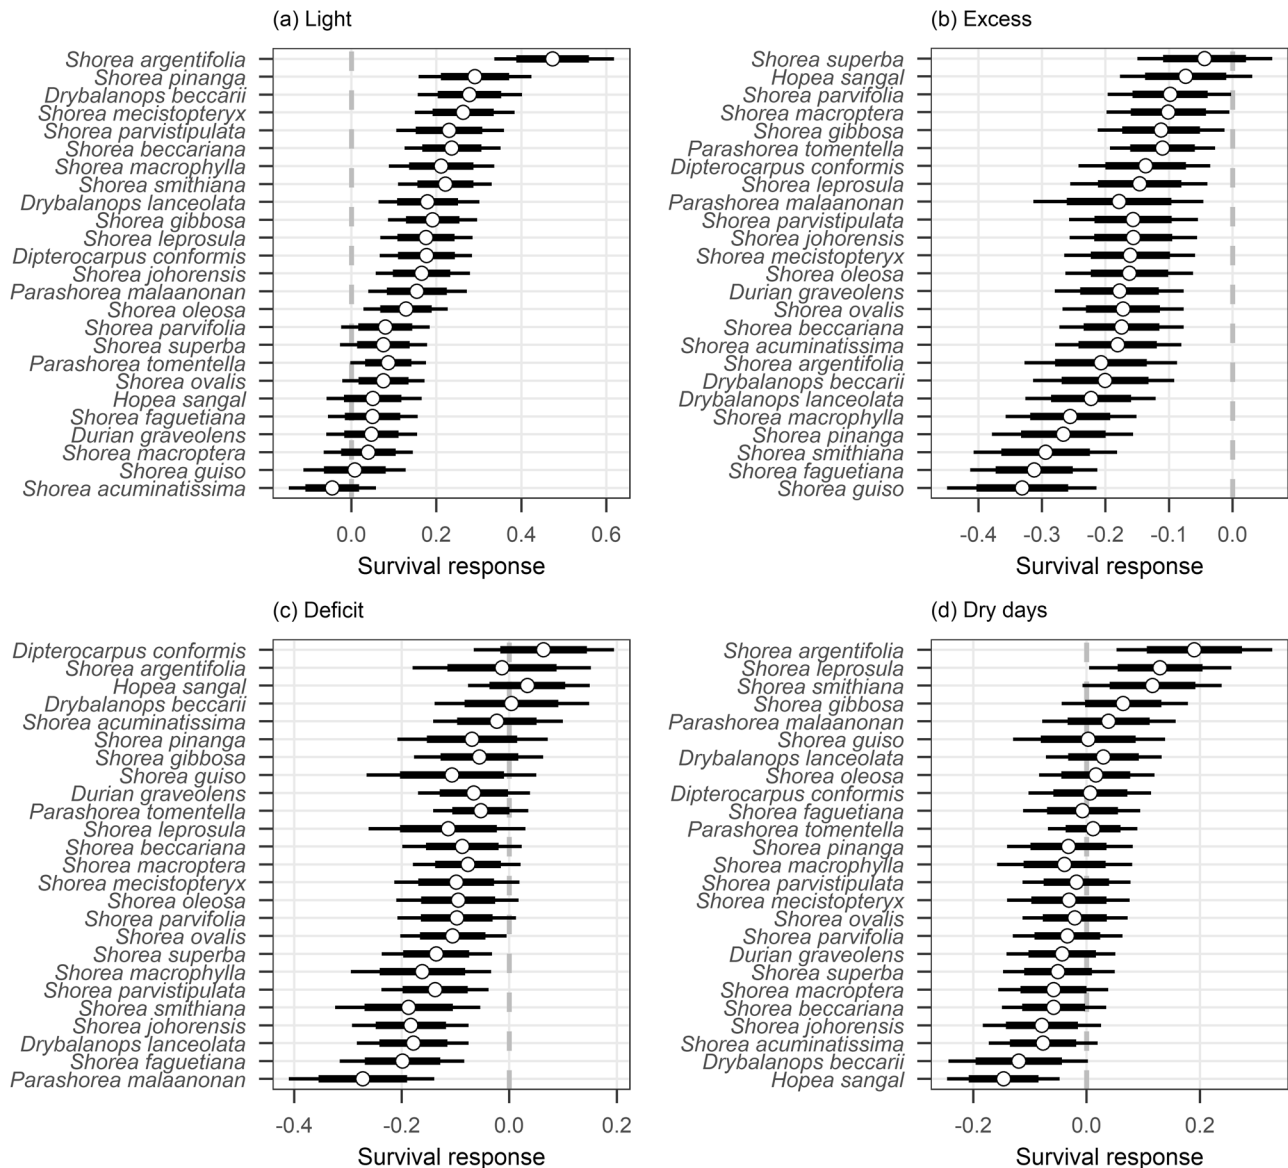 (a) Light
Shorea argentifolia
Shorea pinanga
Drybalanops beccarii
Shorea mecistopteryx
Shorea parvistipulata
Shorea beccariana
Shorea macrophylla
Shorea smithiana
Drybalanops lanceolata
Shorea gibbosa
Shorea leprosula
Dipterocarpus conformis
Shorea johorensis
Parashorea malaanonan
Shorea oleosa
Shorea parvifolia
Shorea superba
Parashorea tomentella
Shorea ovalis
Hopea sangal
Shorea faguetiana
Durian graveolens
Shorea macroptera
Shorea guiso
Shorea acuminatissima
0.0 0.2 0.4 0.6
Survival response
(b) Excess
Shorea superba
Hopea sangal
Shorea parvifolia
Shorea macroptera
Shorea gibbosa
Parashorea tomentella
Dipterocarpus conformis
Shorea leprosula
Parashorea malaanonan
Shorea parvistipulata
Shorea johorensis
Shorea mecistopteryx
Shorea oleosa
Durian graveolens
Shorea ovalis
Shorea beccariana
Shorea acuminatissima
Shorea argentifolia
Drybalanops beccarii
Drybalanops lanceolata
Shorea macrophylla
Shorea pinanga
Shorea smithiana
Shorea faguetiana
Shorea guiso
-0.4 -0.3 -0.2 -0.1 0.0
Survival response
(c) Deficit
Dipterocarpus conformis
Shorea argentifolia
Hopea sangal
Drybalanops beccarii
Shorea acuminatissima
Shorea pinanga
Shorea gibbosa
Shorea guiso
Durian graveolens
Parashorea tomentella
Shorea leprosula
Shorea beccariana
Shorea macroptera
Shorea mecistopteryx
Shorea oleosa
Shorea parvifolia
Shorea ovalis
Shorea superba
Shorea macrophylla
Shorea parvistipulata
Shorea smithiana
Shorea johorensis
Drybalanops lanceolata
Shorea faguetiana
Parashorea malaanonan
-0.4 -0.2 0.0 0.2
Survival response
(d) Dry days
Shorea argentifolia
Shorea leprosula
Shorea smithiana
Shorea gibbosa
Parashorea malaanonan
Shorea guiso
Drybalanops lanceolata
Shorea oleosa
Dipterocarpus conformis
Shorea faguetiana
Parashorea tomentella
Shorea pinanga
Shorea macrophylla
Shorea parvistipulata
Shorea mecistopteryx
Shorea ovalis
Shorea parvifolia
Durian graveolens
Shorea superba
Shorea macroptera
Shorea beccariana
Shorea johorensis
Shorea acuminatissima
Drybalanops beccarii
Hopea sangal
-0.2 0.0 0.2
Survival response